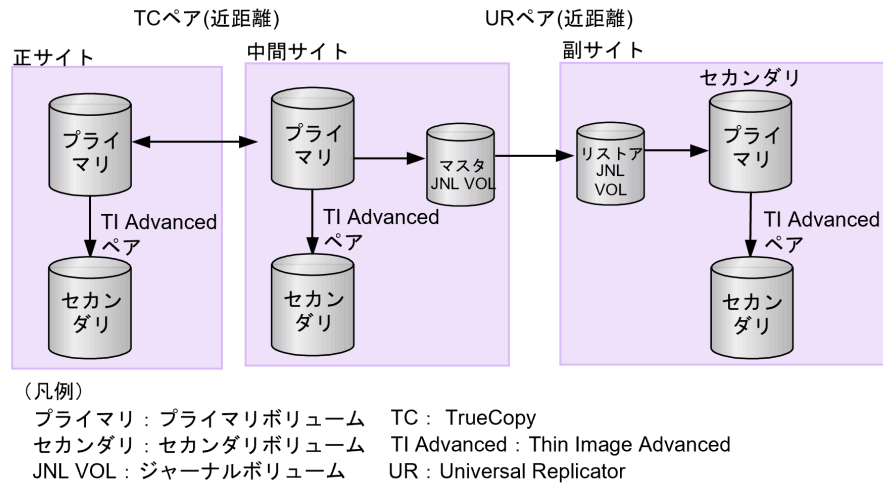 TCペア(近距離)
URペア(近距離)
正サイト
中間サイト
副サイト
プライ
マリ
TI Advanced
ペア
セカン
ダリ
プライ
マリ
TI Advanced
ペア
セカン
ダリ
マスタ
JNL VOL
リストア
JNL
VOL
セカンダリ
プライ
マリ
TI Advanced
ペア
セカン
ダリ
（凡例）
プライマリ：プライマリボリューム TC： TrueCopy
セカンダリ：セカンダリボリューム TI Advanced：Thin Image Advanced
JNL VOL：ジャーナルボリューム UR：Universal Replicator